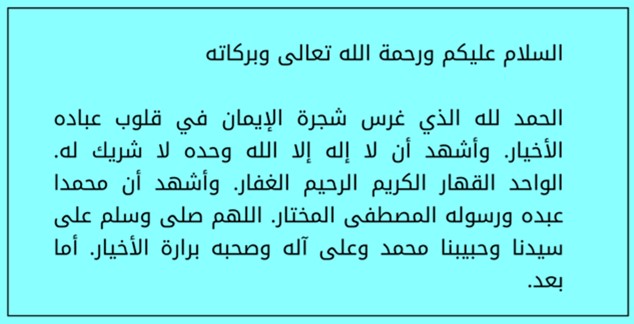 السلام عليكم ورحمة الله تعالى وبركاته
الحمد لله الذي غرس شجرة الإيمان في قلوب عباده
الأخيار. وأشهد أن لا إله إلا الله وحده لا شريك له.
الواحد القهار الكريم الرحيم الغفار. وأشهد أن محمدا
عبده ورسوله المصطفى المختار. اللهم صلى وسلم على
سيدنا وحبيبنا محمد وعلى آله وصحبه برارة الأخيار. أما
بعد.